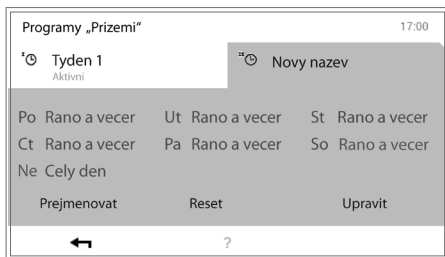 Programy „Prizemi“ 17:00
I Tyden 1 II Novy nazev
Aktivni
Po Rano a vecer Ut Rano a vecer St Rano a vecer
Ct Rano a vecer Pa Rano a vecer So Rano a vecer
Ne Cely den
Prejmenovat Reset Upravit
?